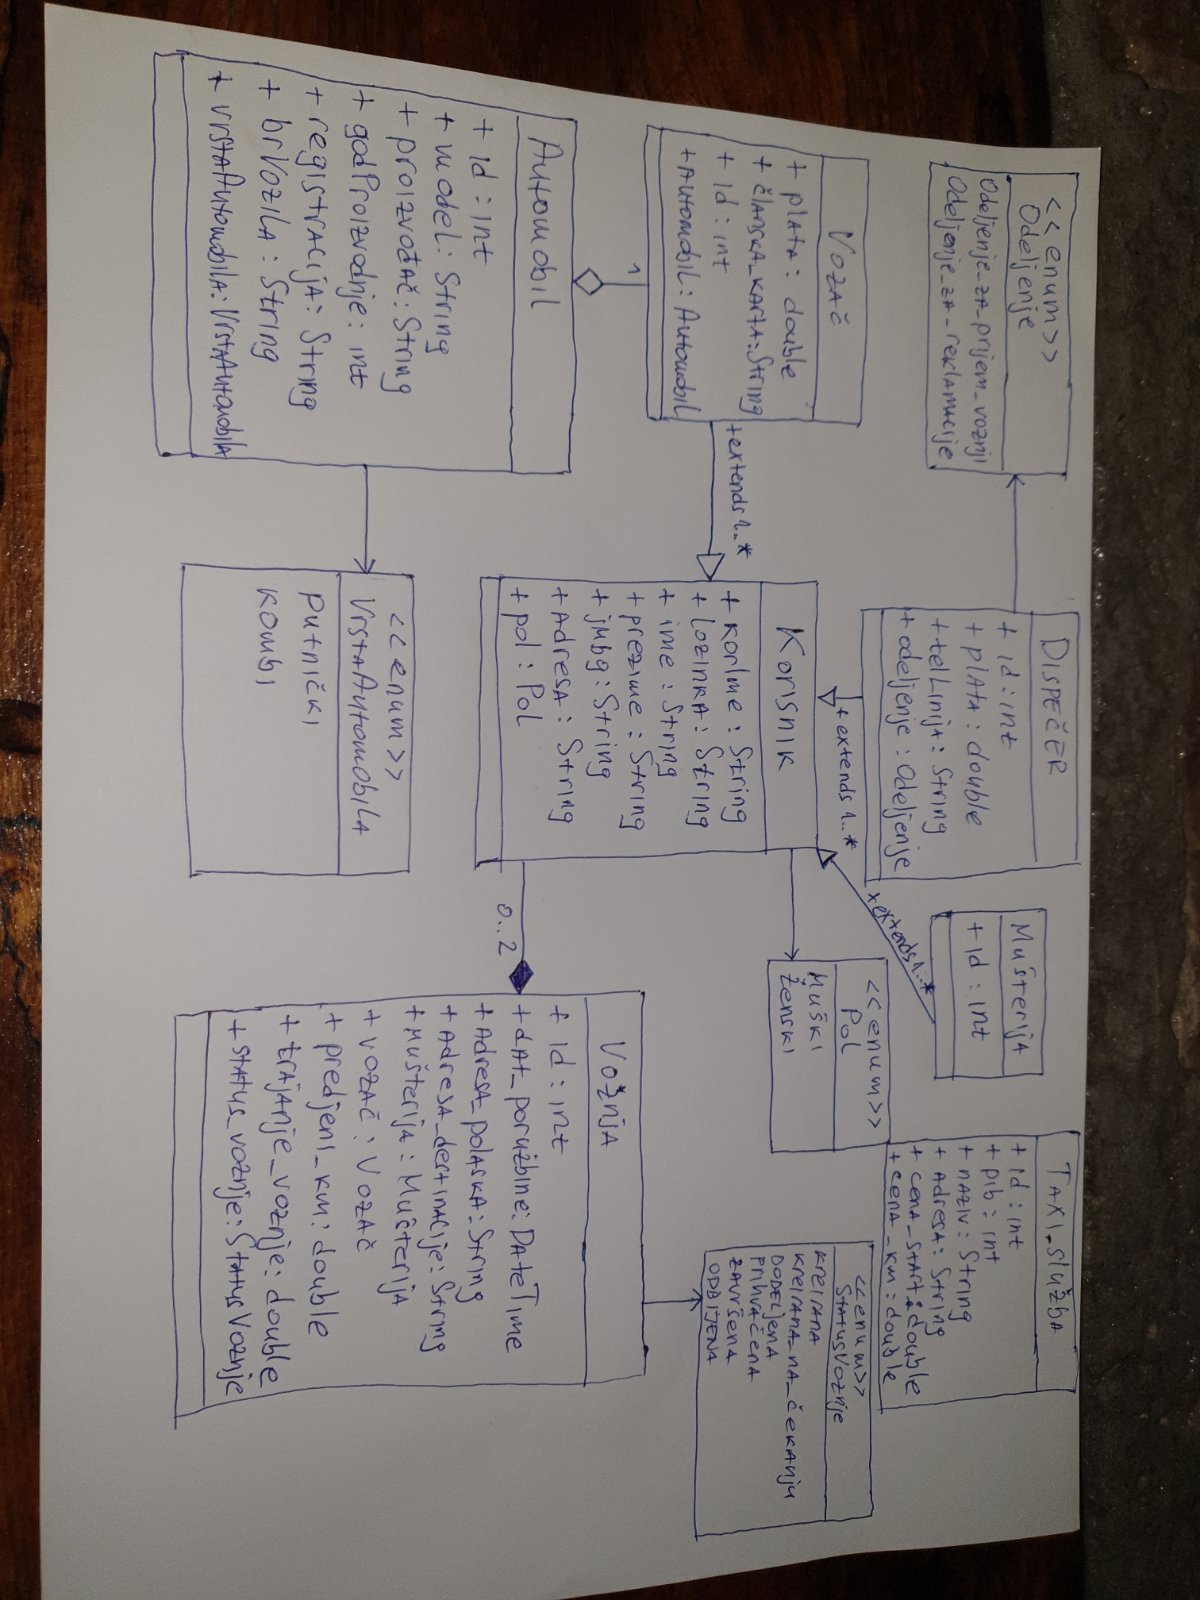 <<enum>>
Odeljenje
Odeljenje_za_prijem_voznji
Odeljenje_za_reklamacije
DISPEČER
+ id : int
+ plata : double
+ telLinija : String
+ odeljenje : Odeljenje
Mušterija
+ id : int
Taxi_služba
+ id : int
+ pib : int
+ naziv : String
+ adresa : String
+ cena_start : double
+ cena_km : double
+ extends 1..*
+ extends 1..*
<<enum>>
Pol
Muški
Ženski
<<enum>>
StatusVoznje
KREIRANA
KREIRANA_NA_ČEKANJU
DODELJENA
PRIHVAČENA
ZAVRŠENA
ODBIJENA
Vozač
+ plata : double
+ članska_karta : String
+ id : int
+ automobil : Automobil
+ extends 1..*
Korisnik
+ korIme : String
+ lozinka : String
+ ime : String
+ prezime : String
+ jmbg : String
+ adresa : String
+ pol : Pol
1
0..2
Vožnja
+ id : int
+ dat_poružbine : DateTime
+ adresa_polaska : String
+ adresa_destinacije : String
+ mušterija : Mušterija
+ vozač : Vozač
+ predjeni_km : double
+ trajanje_voznje : double
+ status_voznje : StatusVoznje
Automobil
+ id : int
+ model : String
+ proizvođač : String
+ godProizvodnje : int
+ registracija : String
+ brVozila : String
+ vrstaAutomobila : VrstaAutomobila
<<enum>>
VrstaAutomobila
putnički
kombi